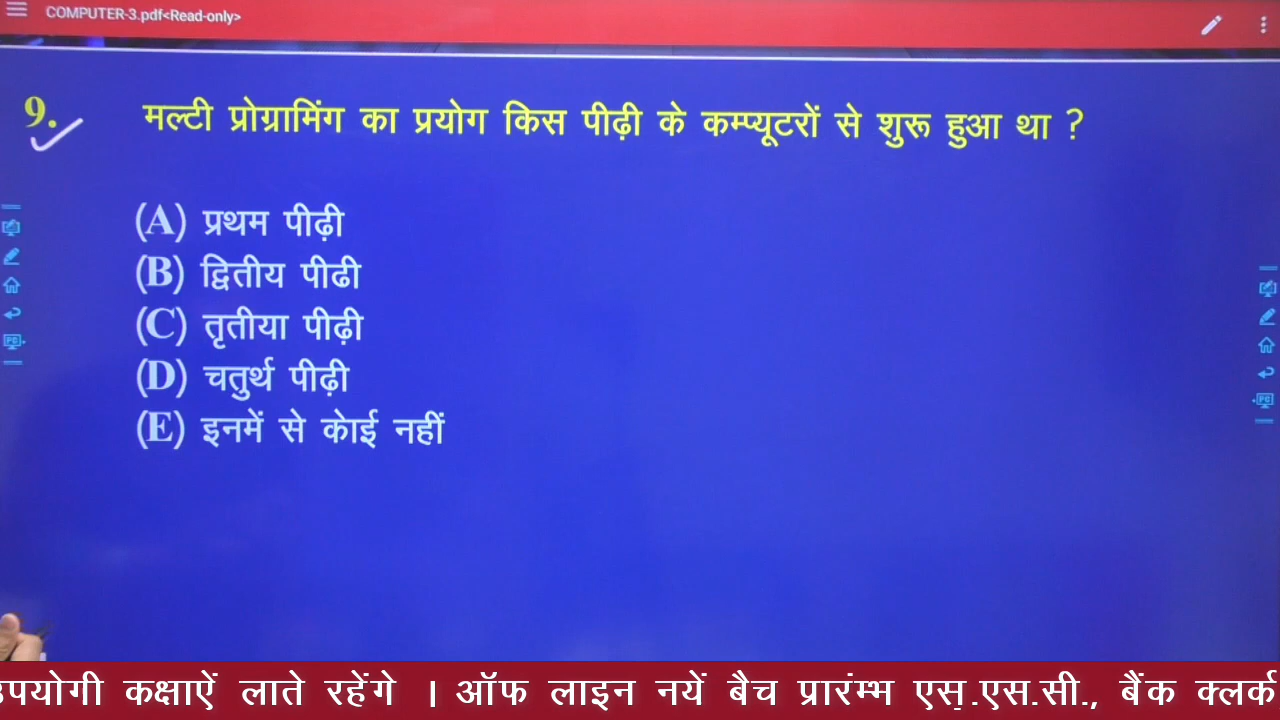 COMPUTER-3.pdf<Read-only>
9. मल्टी प्रोग्रामिंग का प्रयोग किस पीढ़ी के कम्प्यूटरों से शुरू हुआ था ?
(A) प्रथम पीढ़ी
(B) द्वितीय पीढी
(C) तृतीया पीढ़ी
(D) चतुर्थ पीढ़ी
(E) इनमें से केाई नहीं
उपयोगी कक्षाऐं लाते रहेंगे । ऑफ लाइन नयें बैच प्रारंम्भ एस.एस.सी., बैंक क्लर्क